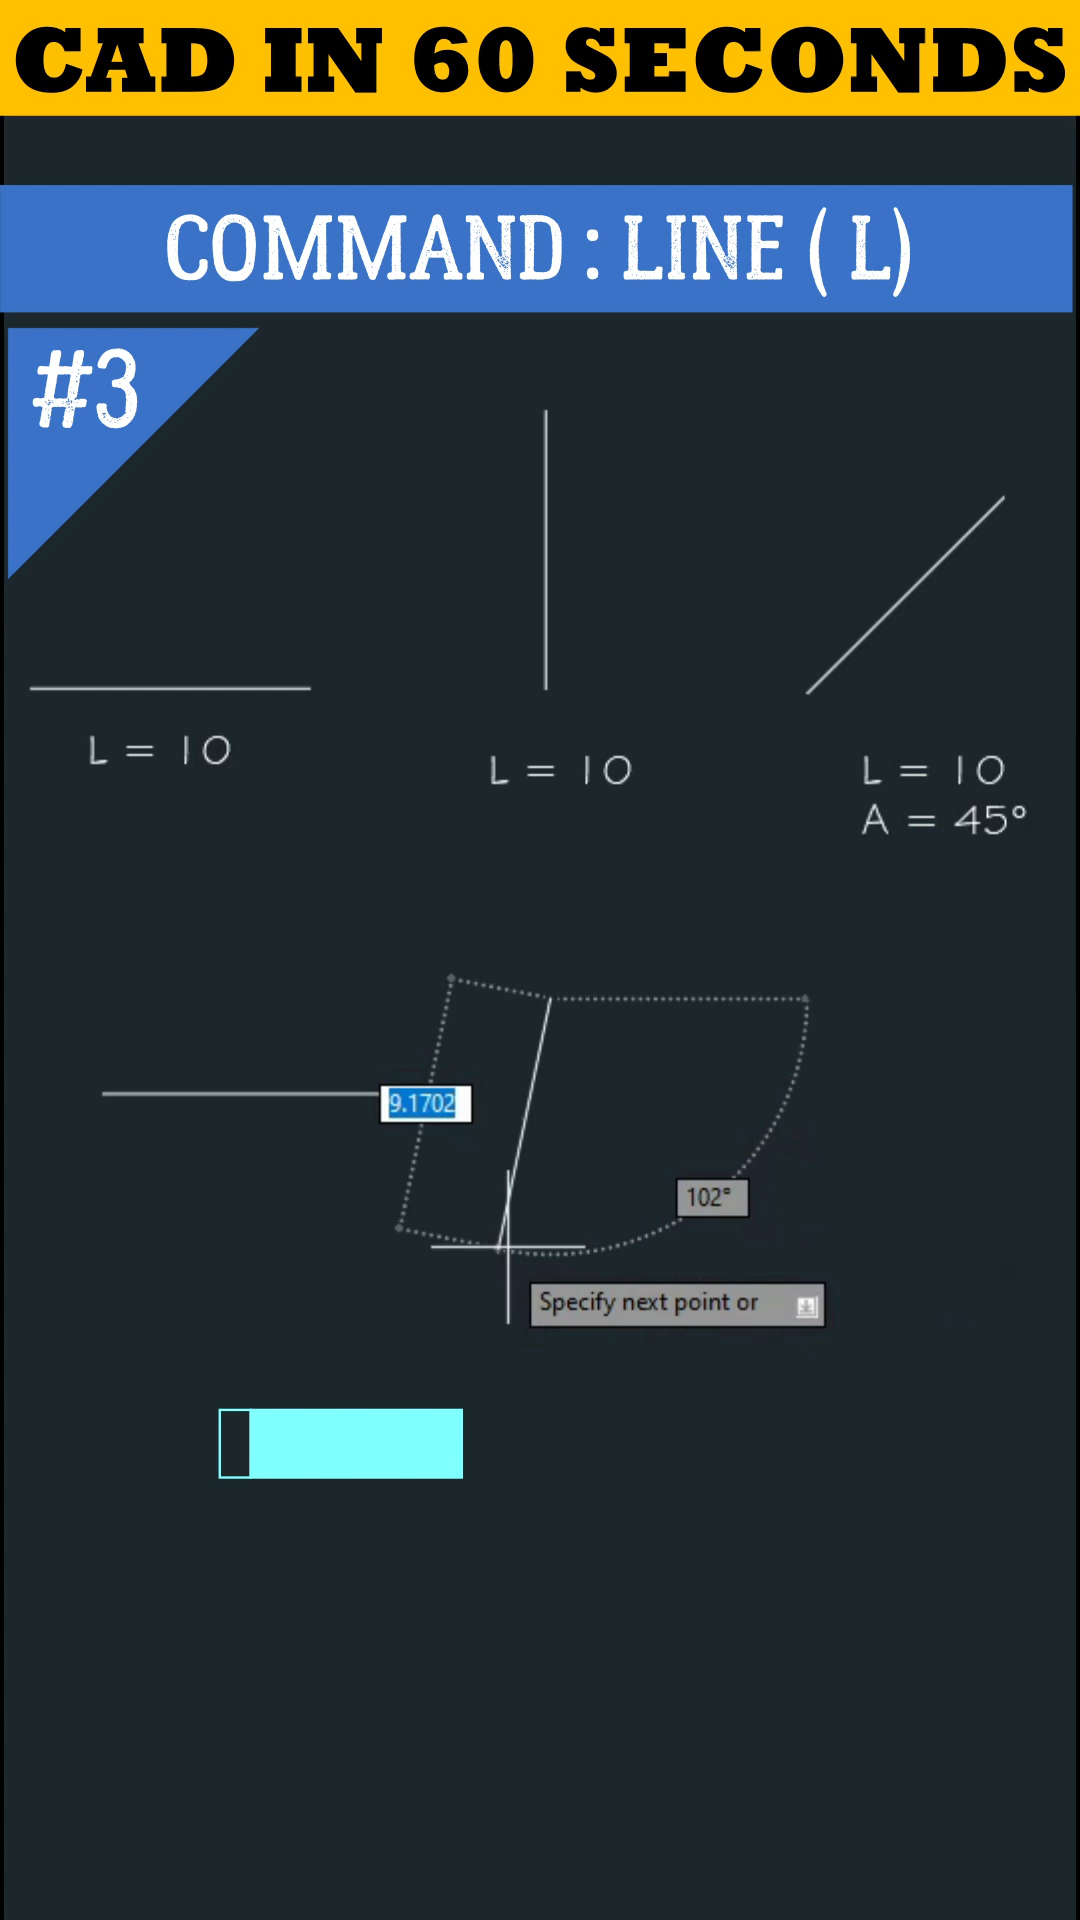 CAD IN 60 SECONDS
COMMAND : LINE ( L)
#3
L = 10
L = 10
L = 10
A = 45°
9.1702
102°
Specify next point or